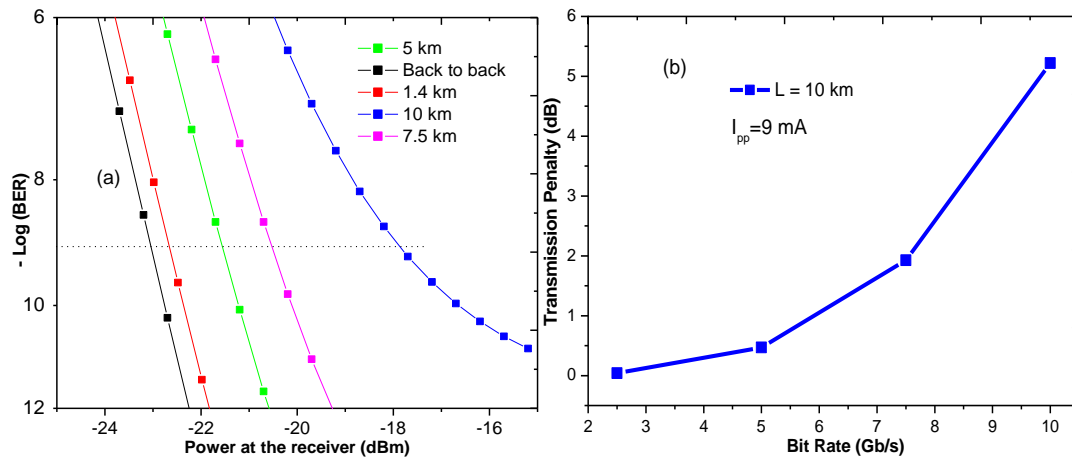 (a)
5 km
Back to back
1.4 km
10 km
7.5 km
- Log (BER)
6
8
10
12
-24 -22 -20 -18 -16
Power at the receiver (dBm)
(b)
L = 10 km
Ipp=9 mA
Transmission Penalty (dB)
6
5
4
3
2
1
0
2 3 4 5 6 7 8 9 10
Bit Rate (Gb/s)